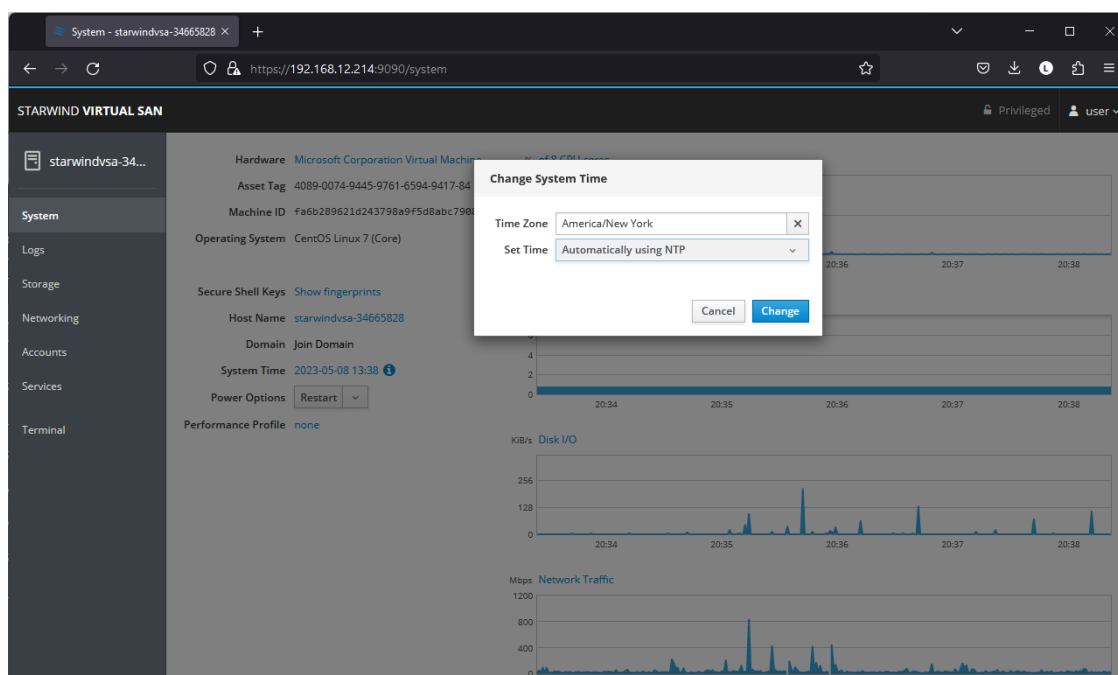 System - starwindvsa-34665828
https://192.168.12.214:9090/system
STARWIND VIRTUAL SAN
Privileged
user
starwindvsa-34...
System
Logs
Storage
Networking
Accounts
Services
Terminal
Hardware Microsoft Corporation Virtual Machine
Asset Tag 4089-0074-9445-9761-6594-9417-84
Machine ID fa6b289621d243798a9f5d8abc790
Operating System CentOS Linux 7 (Core)
Secure Shell Keys Show fingerprints
Host Name starwindvsa-34665828
Domain Join Domain
System Time 2023-05-08 13:38
Power Options Restart
Performance Profile none
% of 8 CPU cores
20:36 20:37 20:38
Change System Time
Time Zone America/New York
Set Time Automatically using NTP
Cancel Change
4
2
0
20:34 20:35 20:36 20:37 20:38
KiB/s Disk I/O
256
128
0
20:34 20:35 20:36 20:37 20:38
Mbps Network Traffic
1200
800
400
0